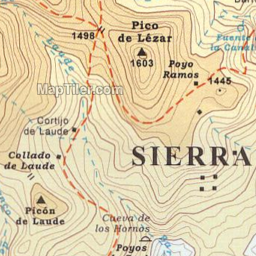 Pico
de Lézar
1498
1603
Fuente
la Canal
Poyo
Ramos
1445
MapTiler.com
Cortijo
de Laude
Collado
de Laude
SIERRA
Picón
de Laude
Cueva de
los Hornos
Poyos